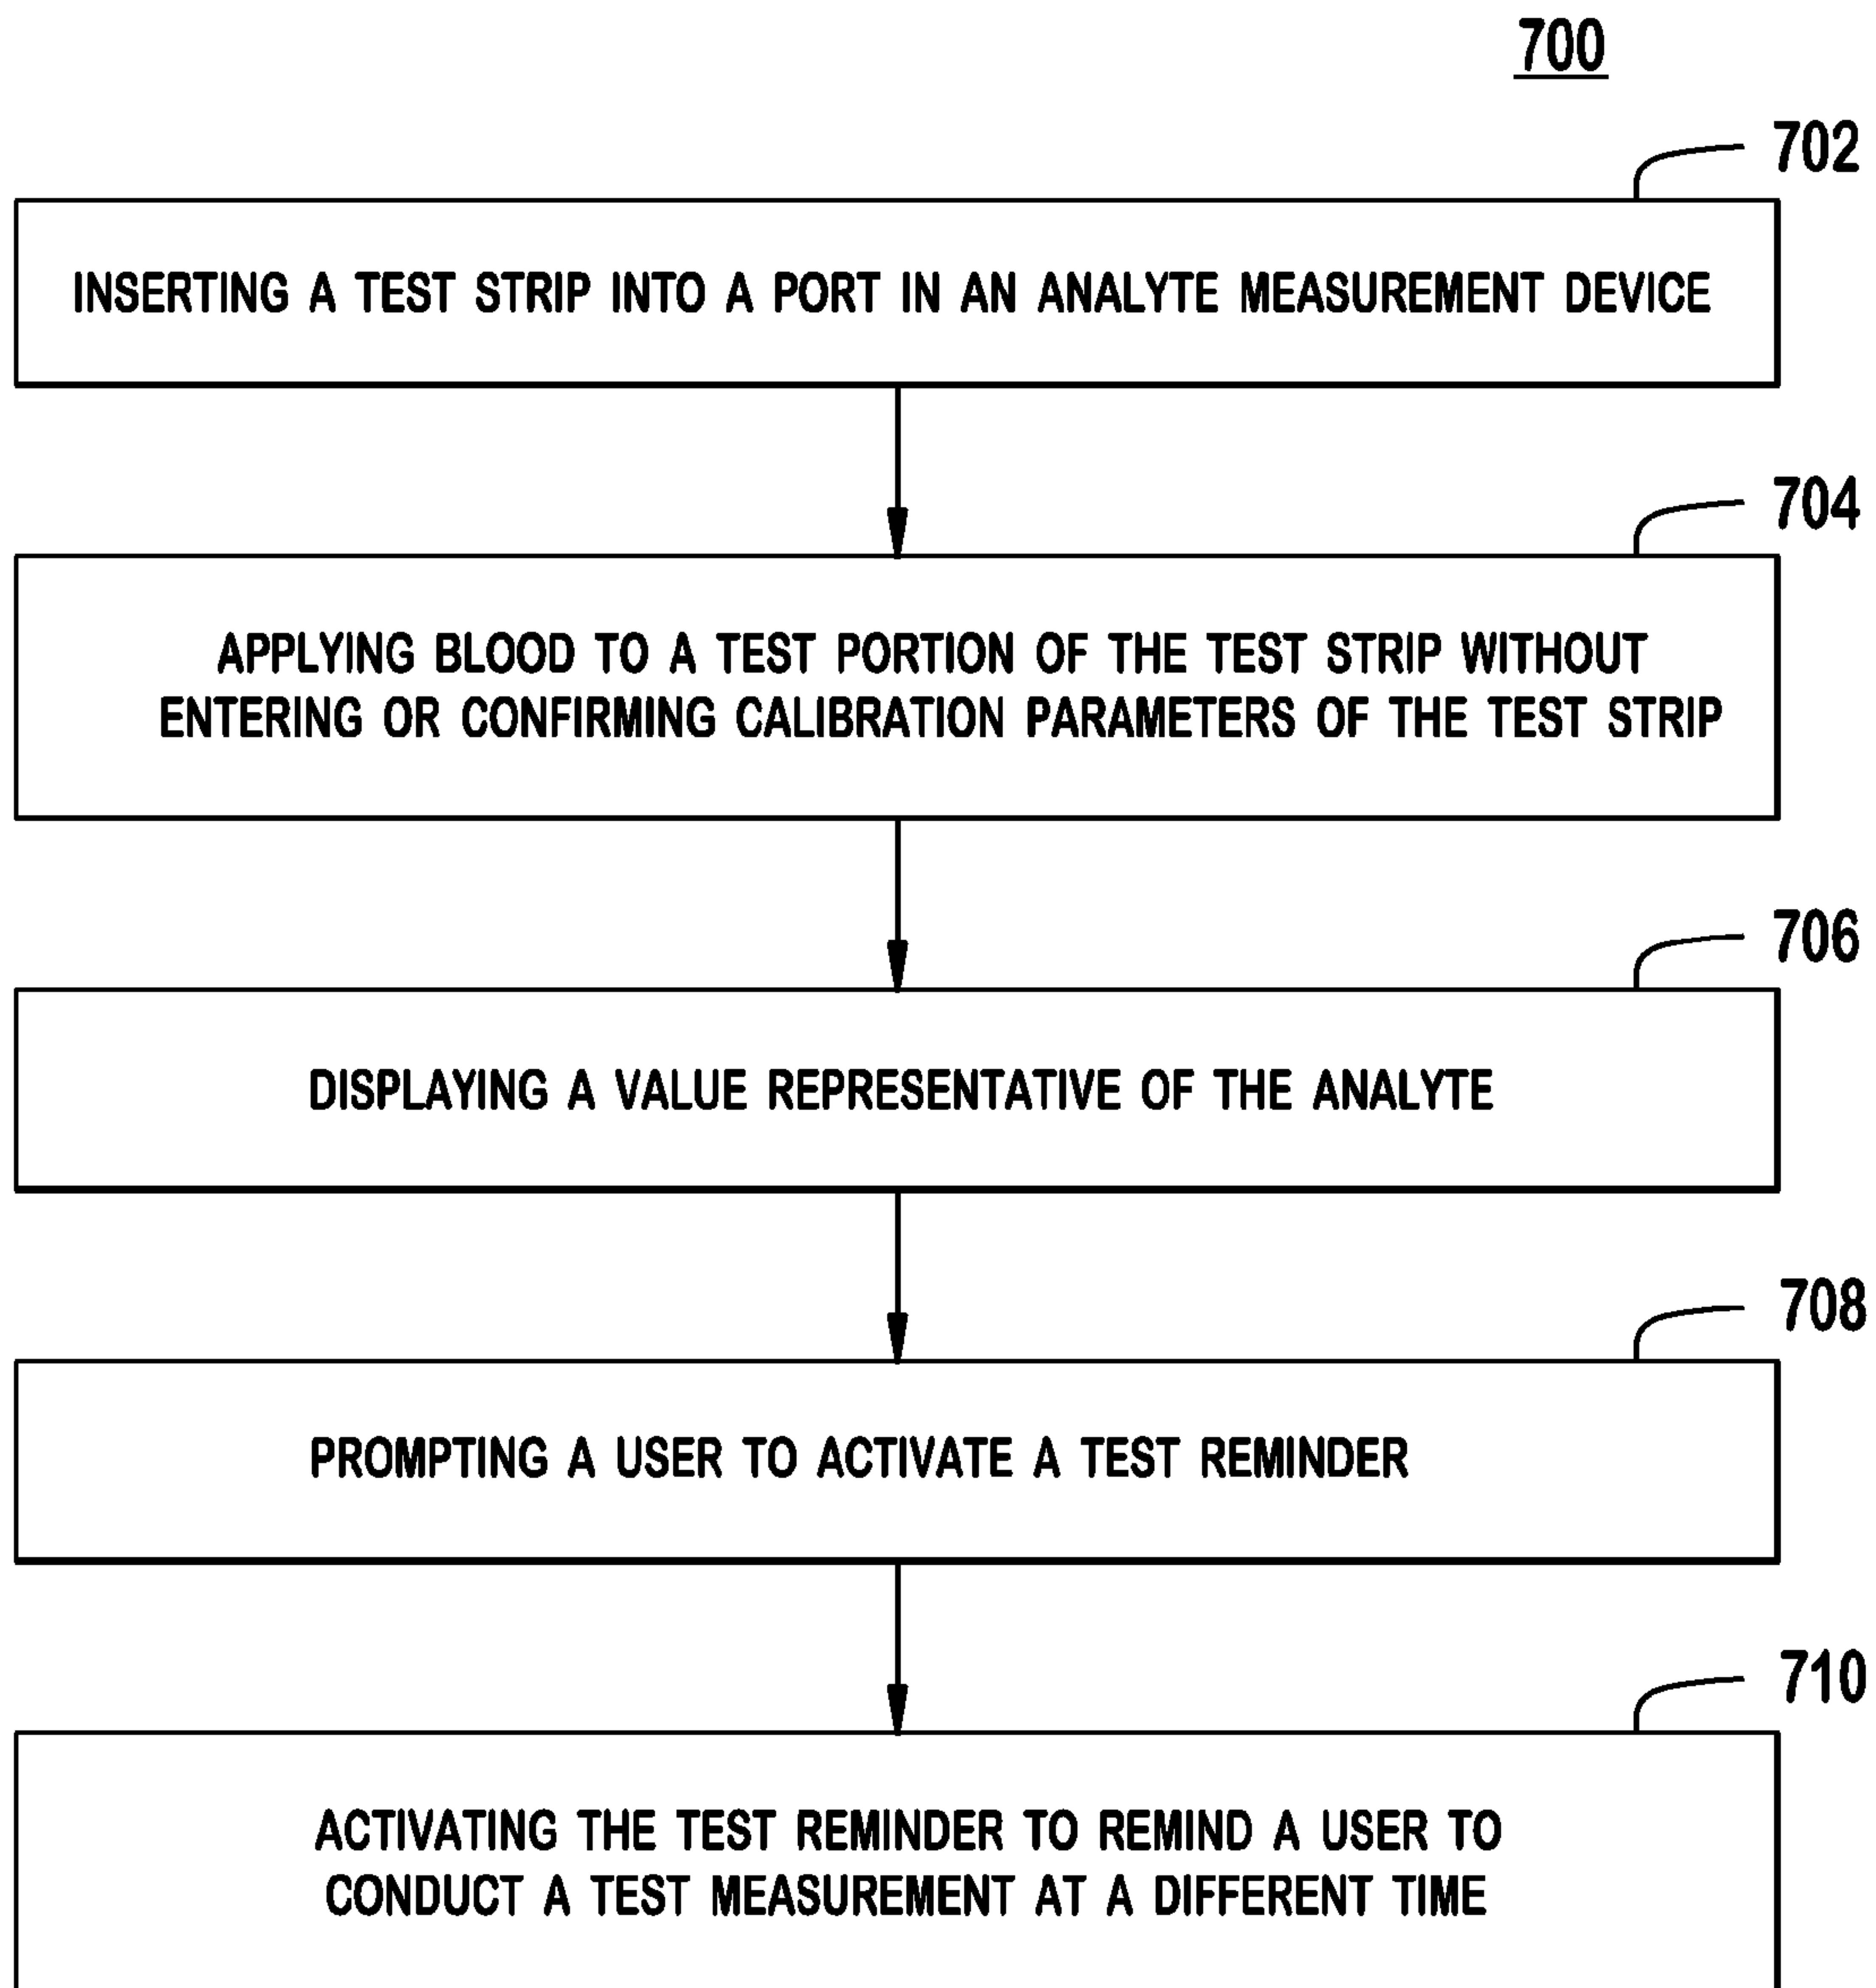 700
702
INSERTING A TEST STRIP INTO A PORT IN AN ANALYTE MEASUREMENT DEVICE
704
APPLYING BLOOD TO A TEST PORTION OF THE TEST STRIP WITHOUT
ENTERING OR CONFIRMING CALIBRATION PARAMETERS OF THE TEST STRIP
706
DISPLAYING A VALUE REPRESENTATIVE OF THE ANALYTE
708
PROMPTING A USER TO ACTIVATE A TEST REMINDER
710
ACTIVATING THE TEST REMINDER TO REMIND A USER TO
CONDUCT A TEST MEASUREMENT AT A DIFFERENT TIME